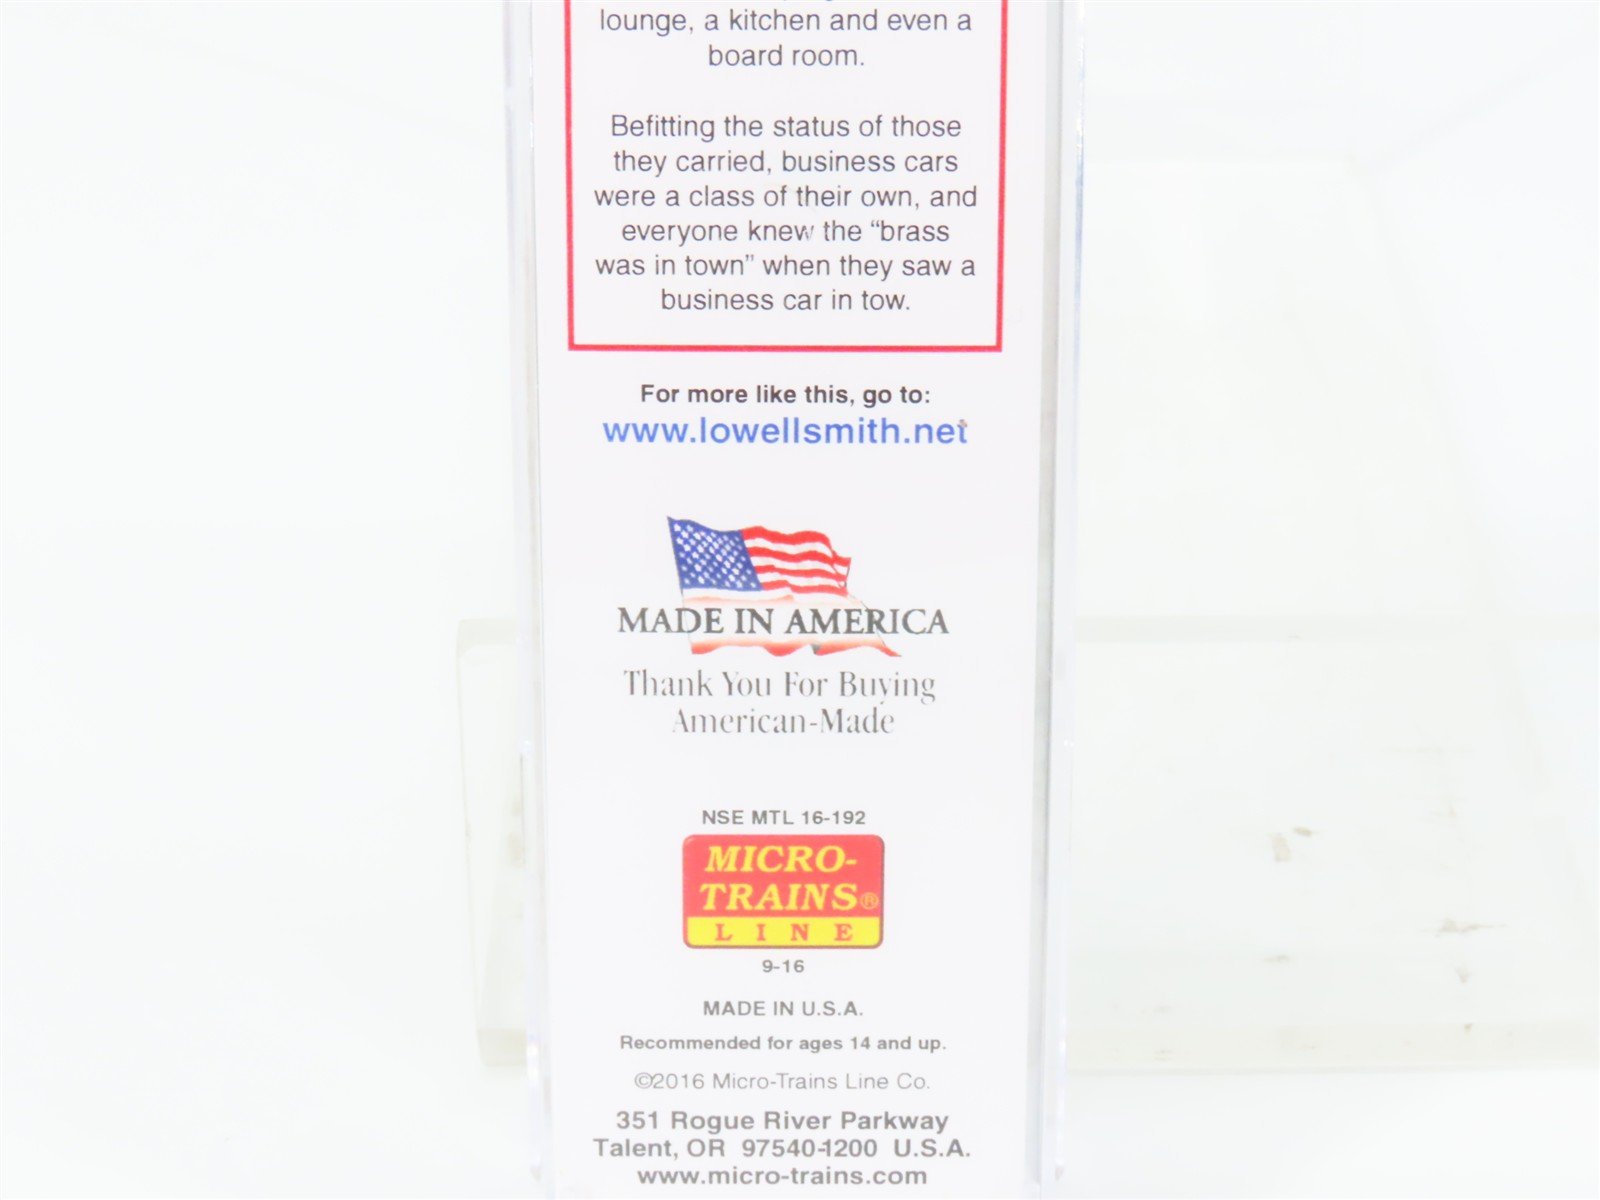 lounge, a kitchen and even a
board room.
Befitting the status of those
they carried, business cars
were a class of their own, and
everyone knew the “brass
was in town” when they saw a
business car in tow.
For more like this, go to:
www.lowellsmith.net
MADE IN AMERICA
Thank You For Buying
American-Made
NSE MTL 16-192
MICRO-
TRAINS®
LINE
9-16
MADE IN U.S.A.
Recommended for ages 14 and up.
©2016 Micro-Trains Line Co.
351 Rogue River Parkway
Talent, OR 97540-1200 U.S.A.
www.micro-trains.com